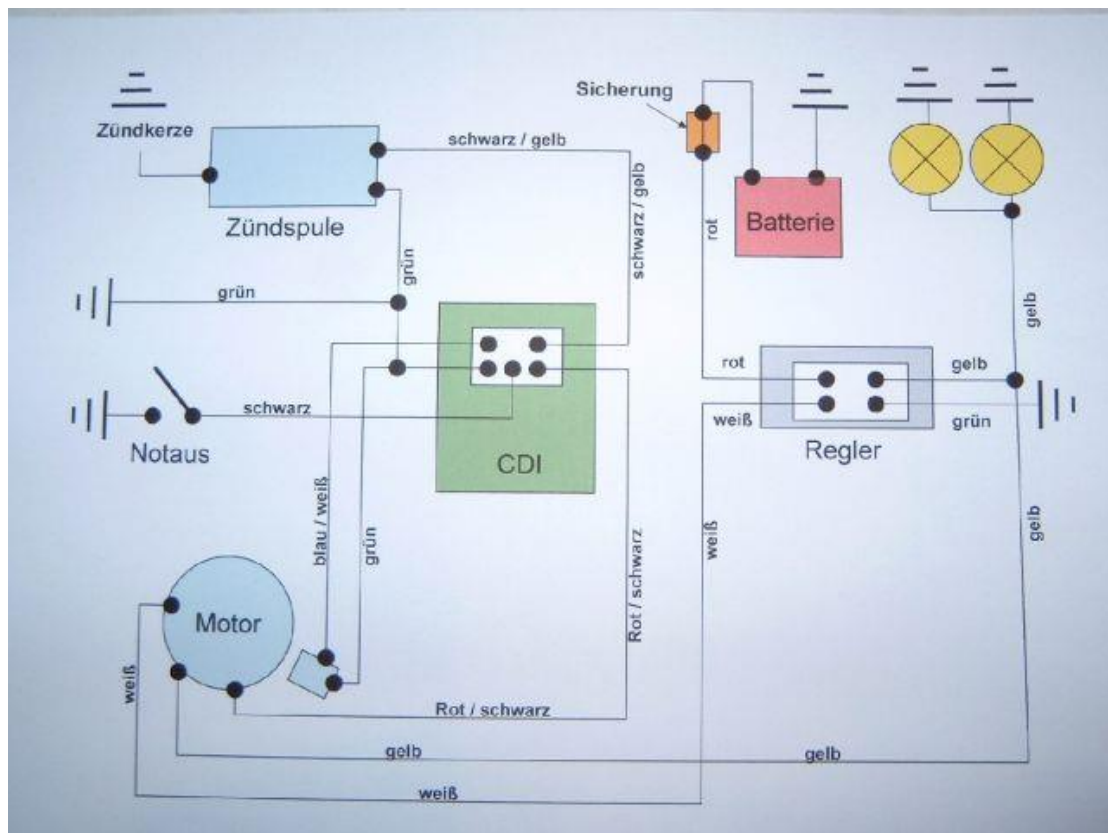 Sicherung
Zündkerze
schwarz / gelb
schwarz / gelb
Zündspule
Batterie
rot
grün
grün
gelb
rot
gelb
weiß
grün
Regler
schwarz
Notaus
CDI
blau / weiß
grün
weiß
gelb
Rot / schwarz
Motor
weiß
Rot / schwarz
gelb
gelb
weiß